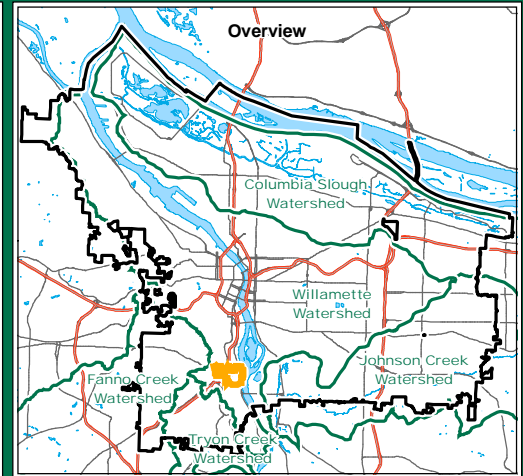 Overview
Columbia Slough
Watershed
Willamette
Watershed
Johnson Creek
Watershed
Fanno Creek
Watershed
Tryon Creek
Watershed